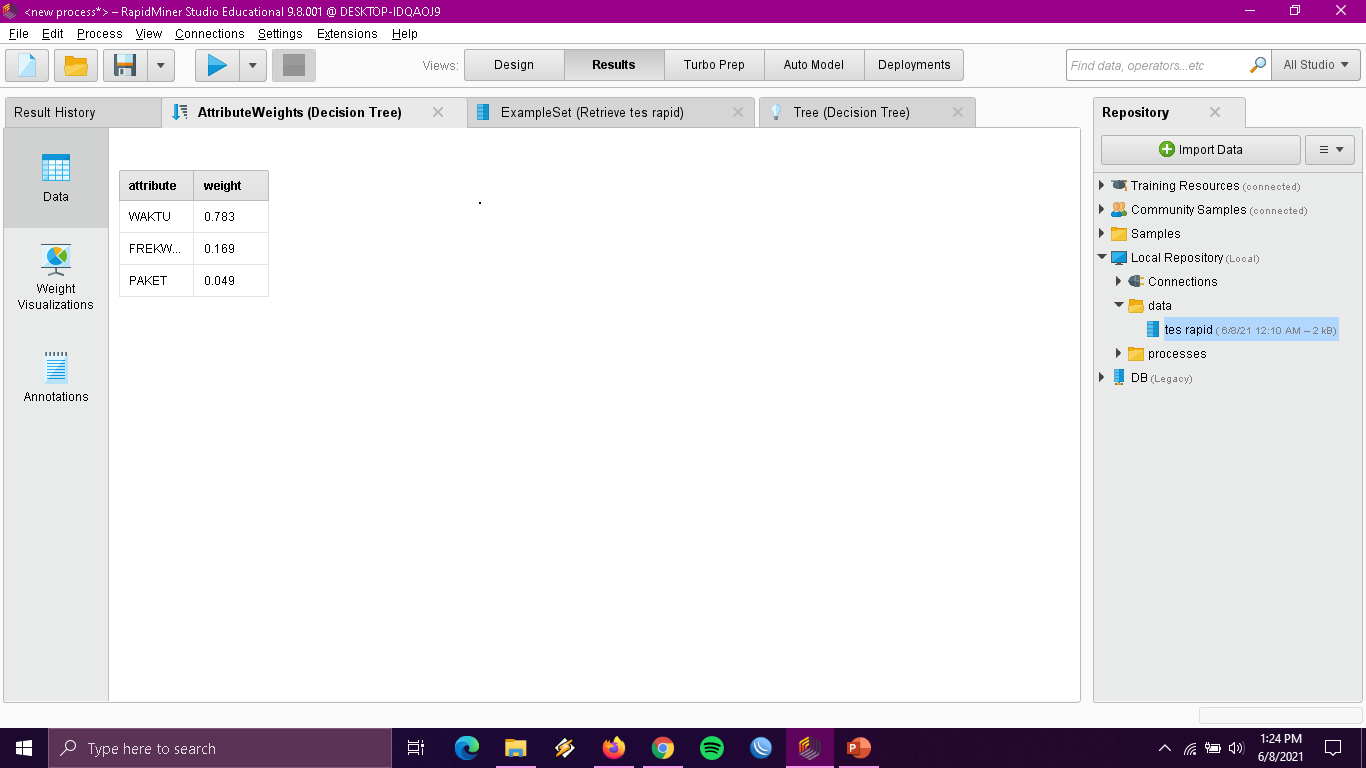 <new process*> – RapidMiner Studio Educational 9.8.001 @ DESKTOP-IDQAOJ9
File Edit Process View Connections Settings Extensions Help
Views: Design Results Turbo Prep Auto Model Deployments
Find data, operators...etc
All Studio
Result History
AttributeWeights (Decision Tree)
ExampleSet (Retrieve tes rapid)
Tree (Decision Tree)
Repository
Data
Weight
Visualizations
Annotations
attribute weight
WAKTU 0.783
FREKW... 0.169
PAKET 0.049
Import Data
Training Resources (connected)
Community Samples (connected)
Samples
Local Repository (Local)
Connections
data
tes rapid ( 6/8/21 12:10 AM – 2 kB)
processes
DB (Legacy)
Type here to search
1:24 PM
6/8/2021